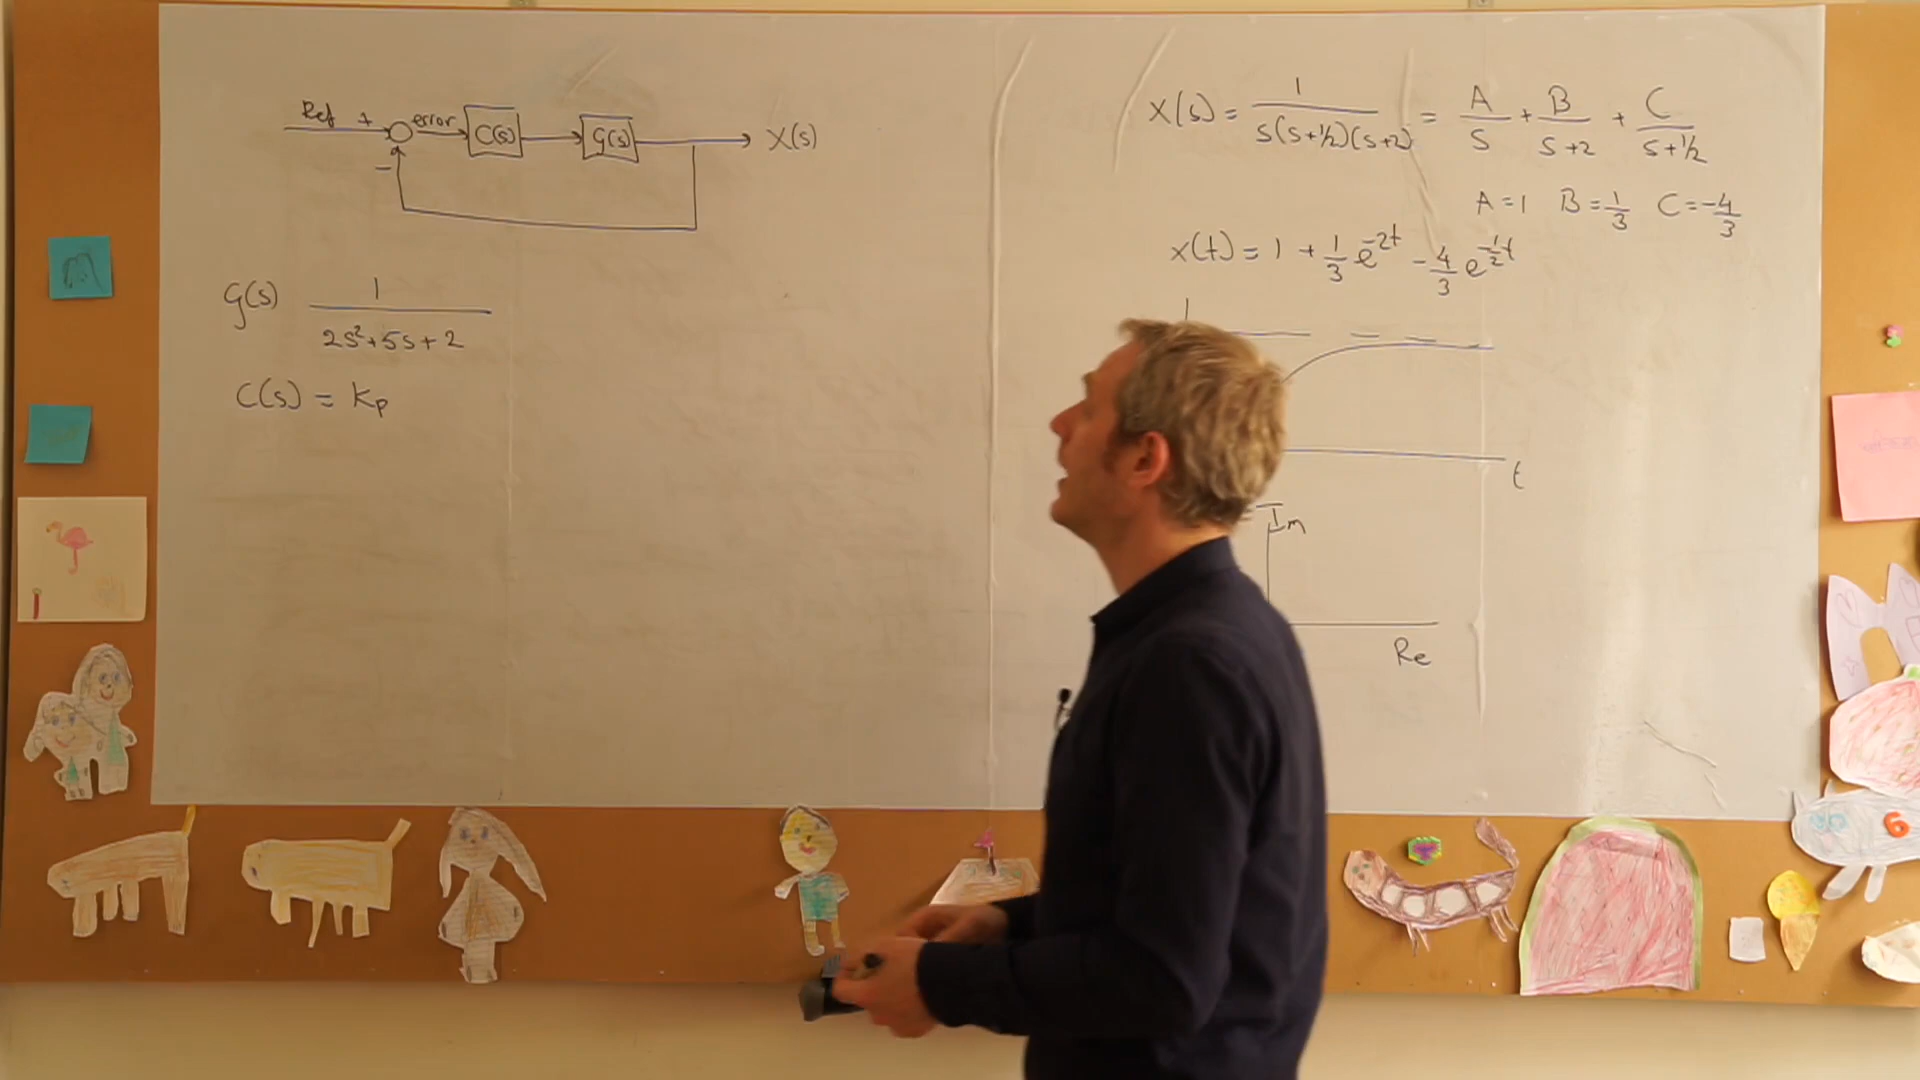 Ref + error C(s) G(s) X(s)
−
G(s) 1
2s²+5s+2
C(s) = Kp
X(s) = 1/(s(s+½)(s+2)) = A/s + B/(s+2) + C/(s+½)
A=1 B=1/3 C=-4/3
x(t) = 1 + 1/3 e^-2t - 4/3 e^-½t
t
Im
Re
6